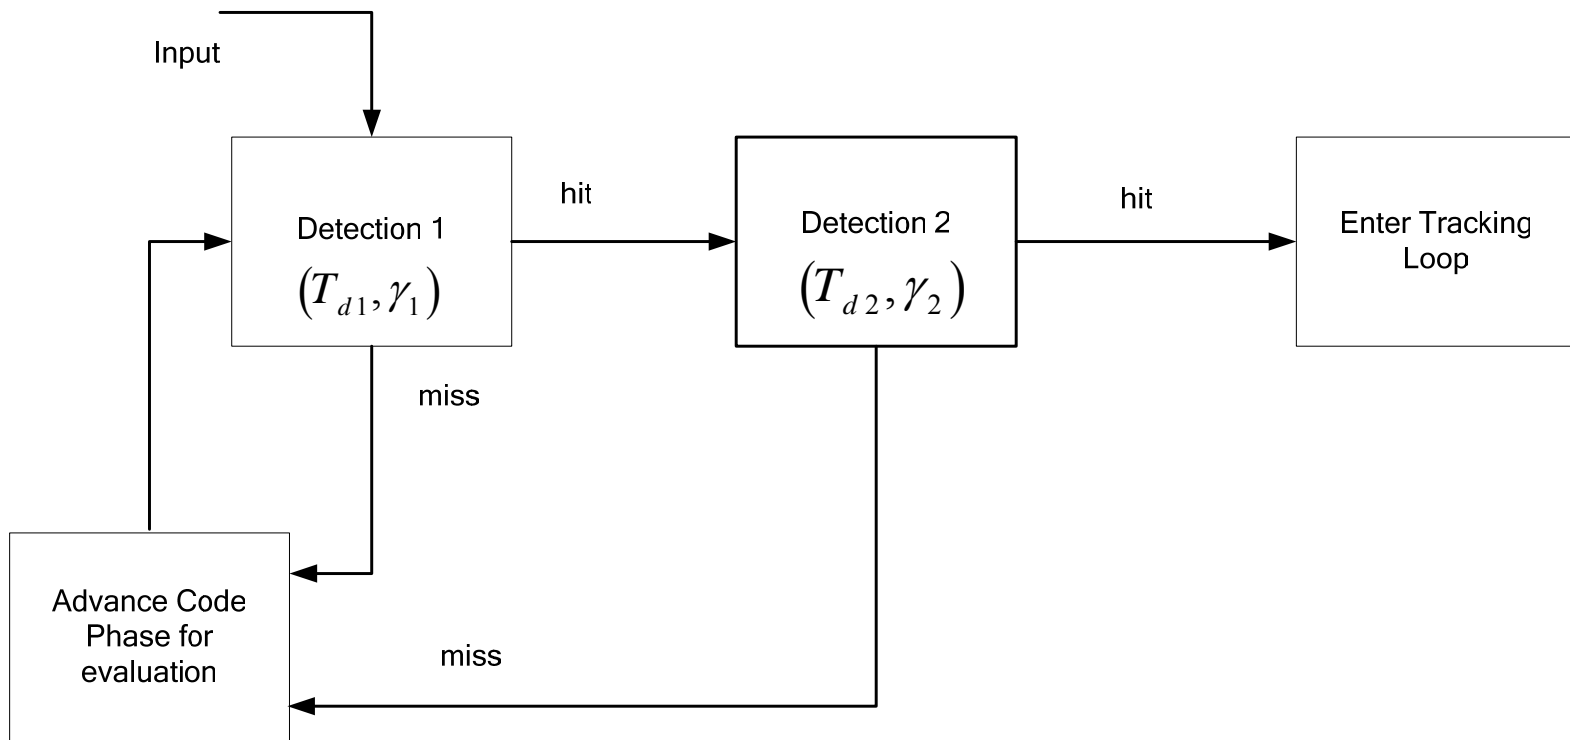 Input
hit
hit
Detection 1
(T_{d1}, γ_1)
Detection 2
(T_{d2}, γ_2)
Enter Tracking
Loop
miss
Advance Code
Phase for
evaluation
miss